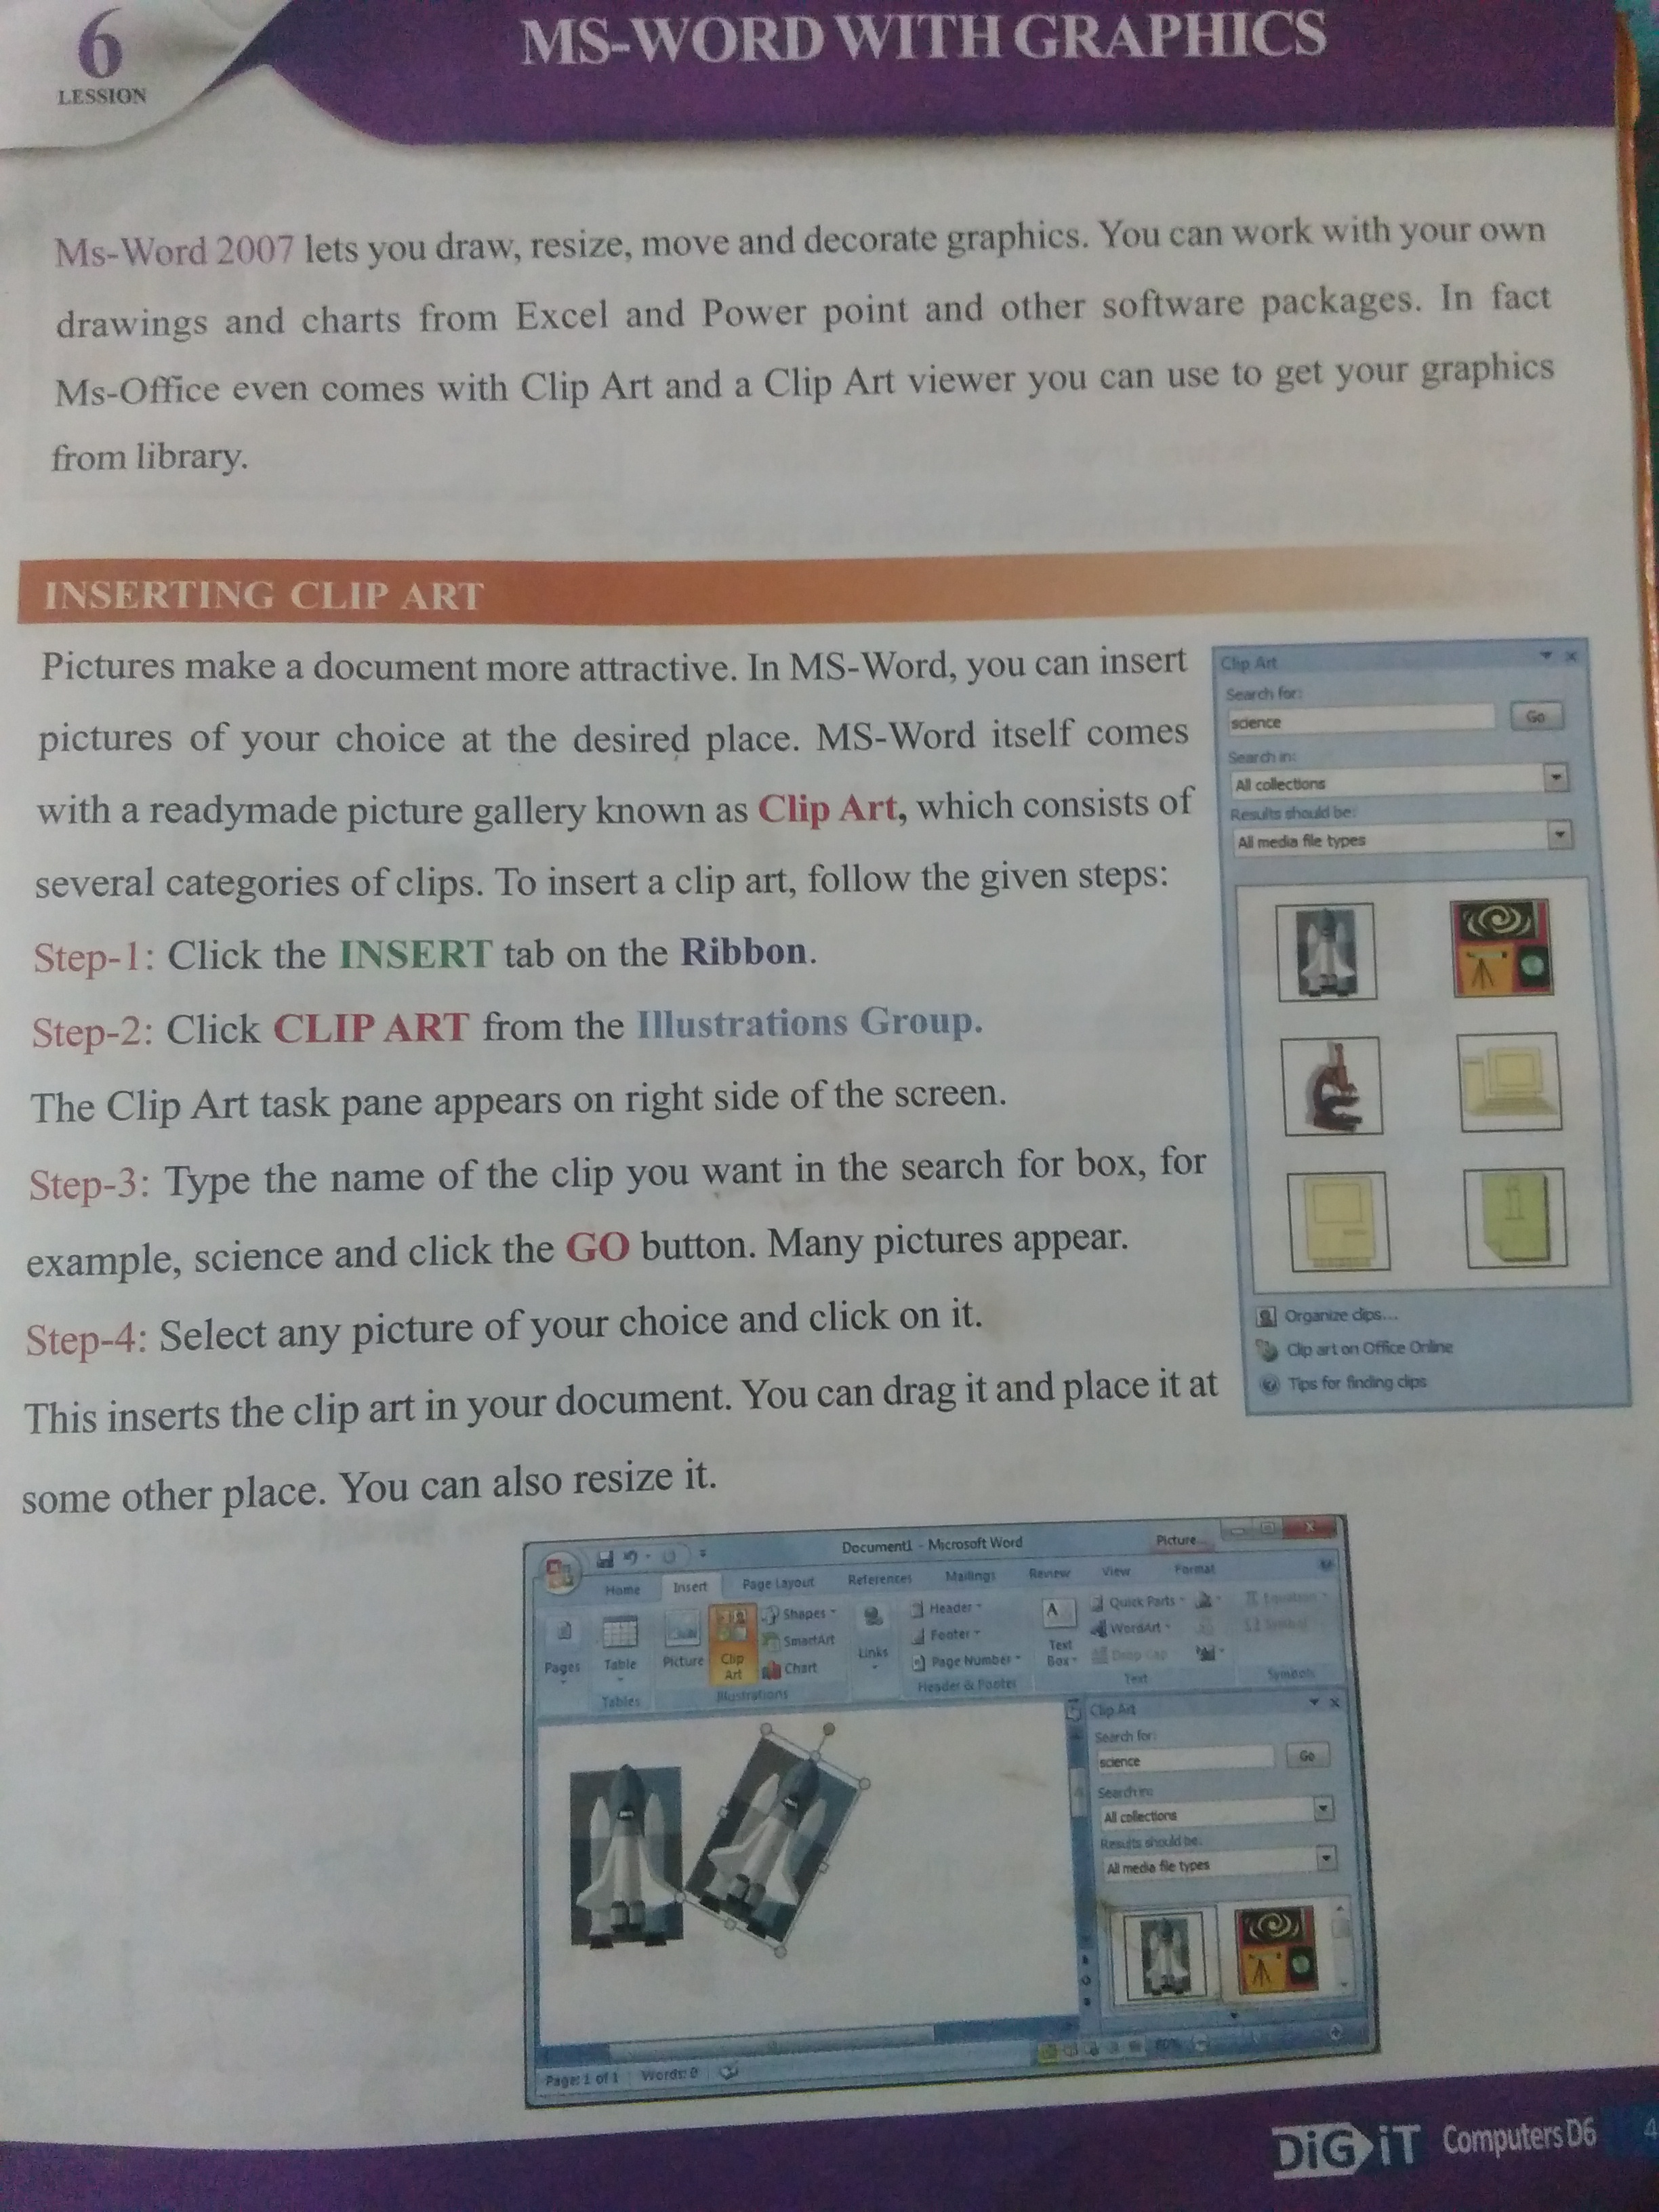 6
LESSION
MS-WORD WITH GRAPHICS
Ms-Word 2007 lets you draw, resize, move and decorate graphics. You can work with your own
drawings and charts from Excel and Power point and other software packages. In fact
Ms-Office even comes with Clip Art and a Clip Art viewer you can use to get your graphics
from library.
INSERTING CLIP ART
Pictures make a document more attractive. In MS-Word, you can insert
pictures of your choice at the desired place. MS-Word itself comes
with a readymade picture gallery known as Clip Art, which consists of
several categories of clips. To insert a clip art, follow the given steps:
Step-1: Click the INSERT tab on the Ribbon.
Step-2: Click CLIP ART from the Illustrations Group.
The Clip Art task pane appears on right side of the screen.
Step-3: Type the name of the clip you want in the search for box, for
example, science and click the GO button. Many pictures appear.
Step-4: Select any picture of your choice and click on it.
This inserts the clip art in your document. You can drag it and place it at
some other place. You can also resize it.
Clip Art
Search for:
science Go
Search in:
All collections
Results should be:
All media file types
Organize clips...
Clip art on Office Online
Tips for finding clips
Document1 - Microsoft Word Picture...
Home Insert Page Layout References Mailings Review View Format
Pages
Table
Tables
Picture
Clip
Art
Shapes
SmartArt
Chart
Illustrations
Links
Header
Footer
Page Number
Header & Footer
A
Text
Box
Quick Parts
WordArt
Drop Cap
Text
Equation
Symbol
Symbols
Clip Art
Search for:
science Go
Search in:
All collections
Results should be:
All media file types
Page: 1 of 1 Words: 0 80%
DiGiT Computers D6 4